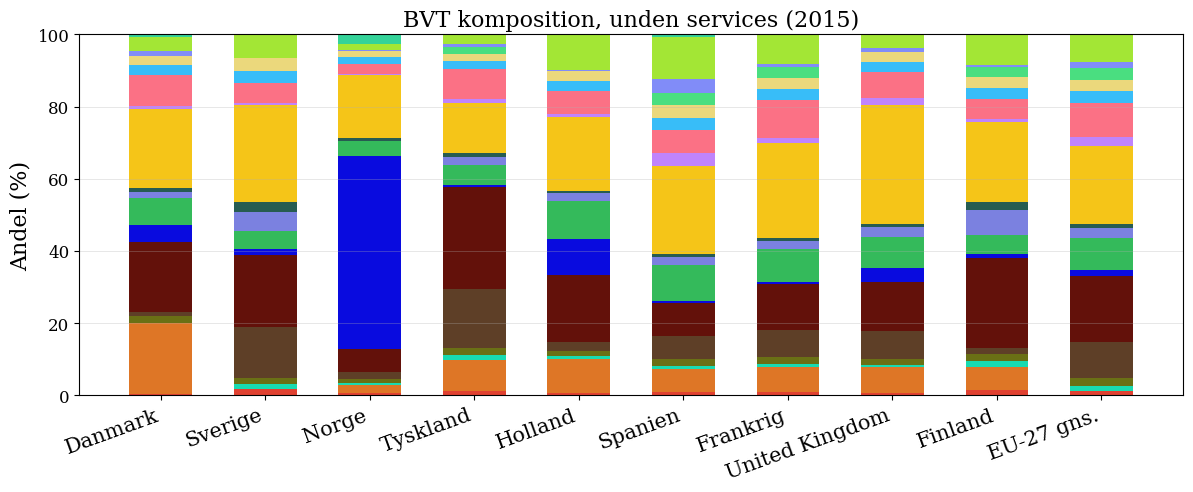 BVT komposition, unden services (2015)
Andel (%)
100
80
60
40
20
0
Danmark
Sverige
Norge
Tyskland
Holland
Spanien
Frankrig
United Kingdom
Finland
EU-27 gns.